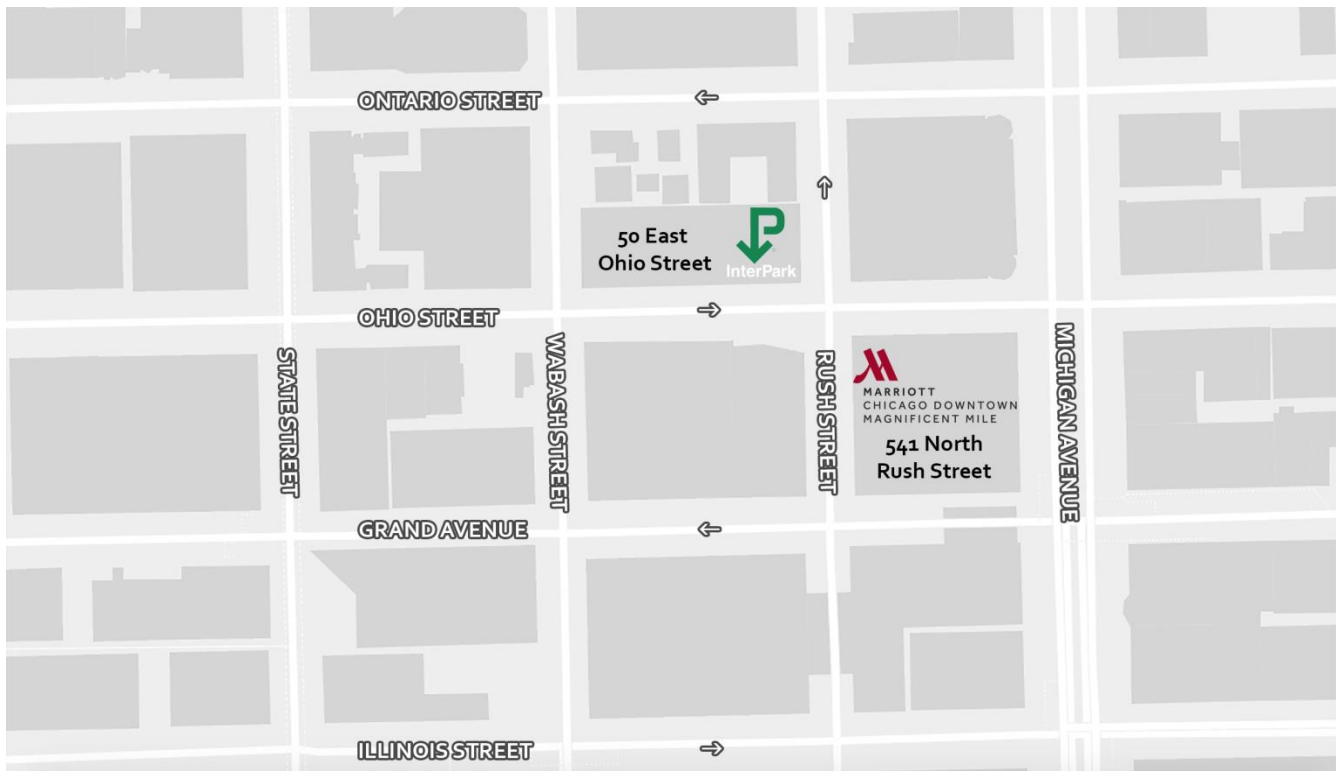 ONTARIO STREET
50 East
Ohio Street
P
InterPark
OHIO STREET
STATE STREET
WABASH STREET
RUSH STREET
MICHIGAN AVENUE
MARRIOTT
CHICAGO DOWNTOWN
MAGNIFICENT MILE
541 North
Rush Street
GRAND AVENUE
ILLINOIS STREET